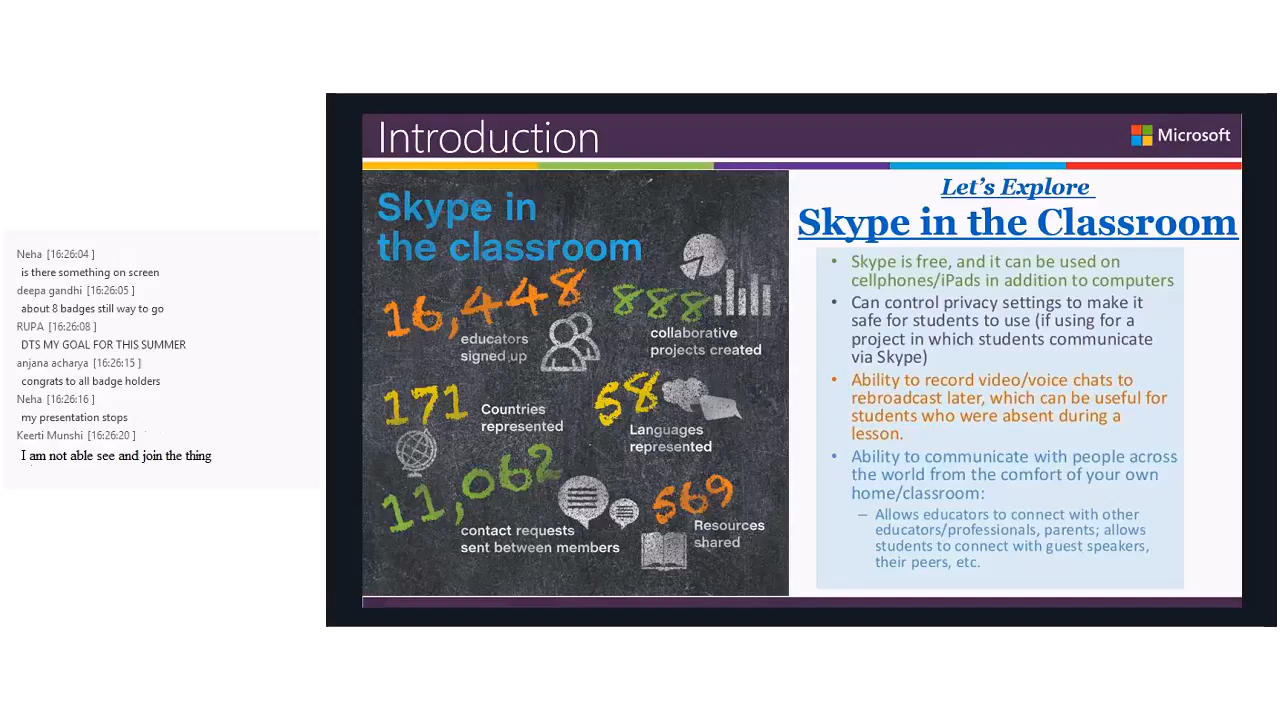 Neha [16:26:04 ]
is there something on screen
deepa gandhi [16:26:05 ]
about 8 badges still way to go
RUPA [16:26:08 ]
DTS MY GOAL FOR THIS SUMMER
anjana acharya [16:26:15 ]
congrats to all badge holders
Neha [16:26:16 ]
my presentation stops
Keerti Munshi [16:26:20 ]
I am not able see and join the thing
Introduction
Microsoft
Skype in
the classroom
16,448
educators
signed up
888
collaborative
projects created
171
Countries
represented
58
Languages
represented
11,062
contact requests
sent between members
569
Resources
shared
Let's Explore
Skype in the Classroom
• Skype is free, and it can be used on
cellphones/iPads in addition to computers
• Can control privacy settings to make it
safe for students to use (if using for a
project in which students communicate
via Skype)
• Ability to record video/voice chats to
rebroadcast later, which can be useful for
students who were absent during a
lesson.
• Ability to communicate with people across
the world from the comfort of your own
home/classroom:
– Allows educators to connect with other
educators/professionals, parents; allows
students to connect with guest speakers,
their peers, etc.